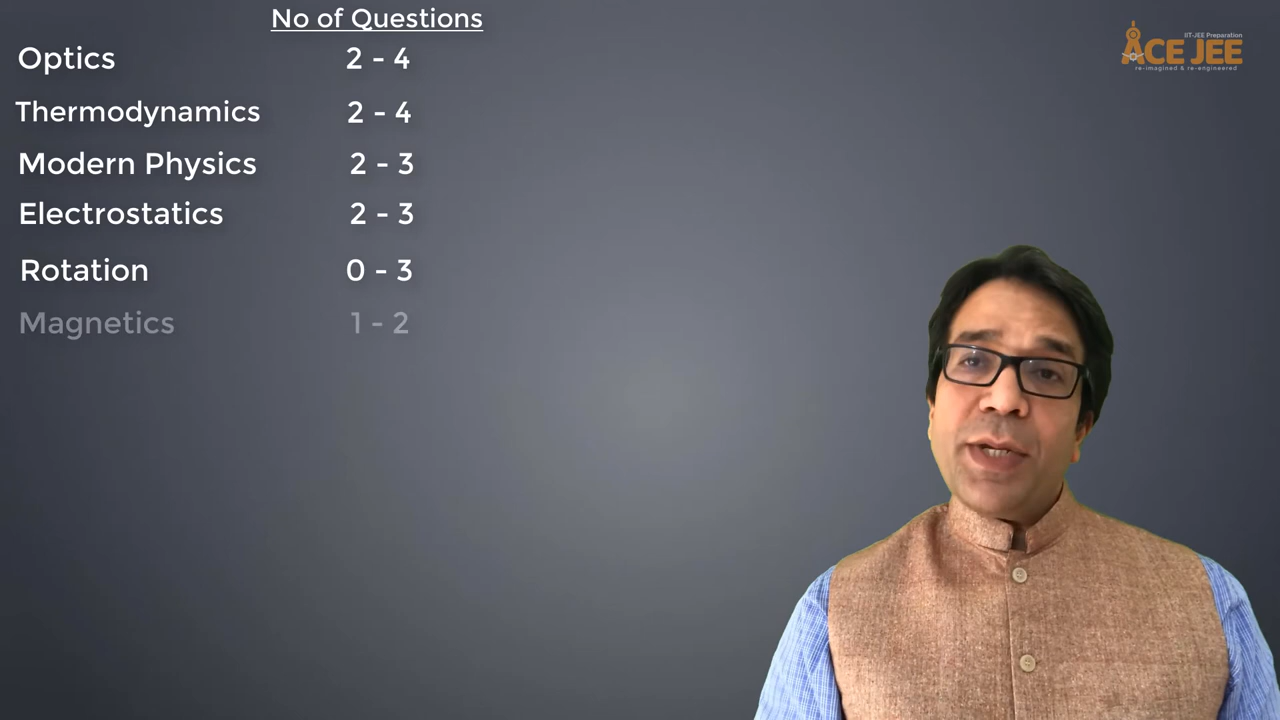 No of Questions
Optics 2 - 4
Thermodynamics 2 - 4
Modern Physics 2 - 3
Electrostatics 2 - 3
Rotation 0 - 3
Magnetics 1 - 2
IIT-JEE Preparation
ACE JEE
re-imagined & re-engineered